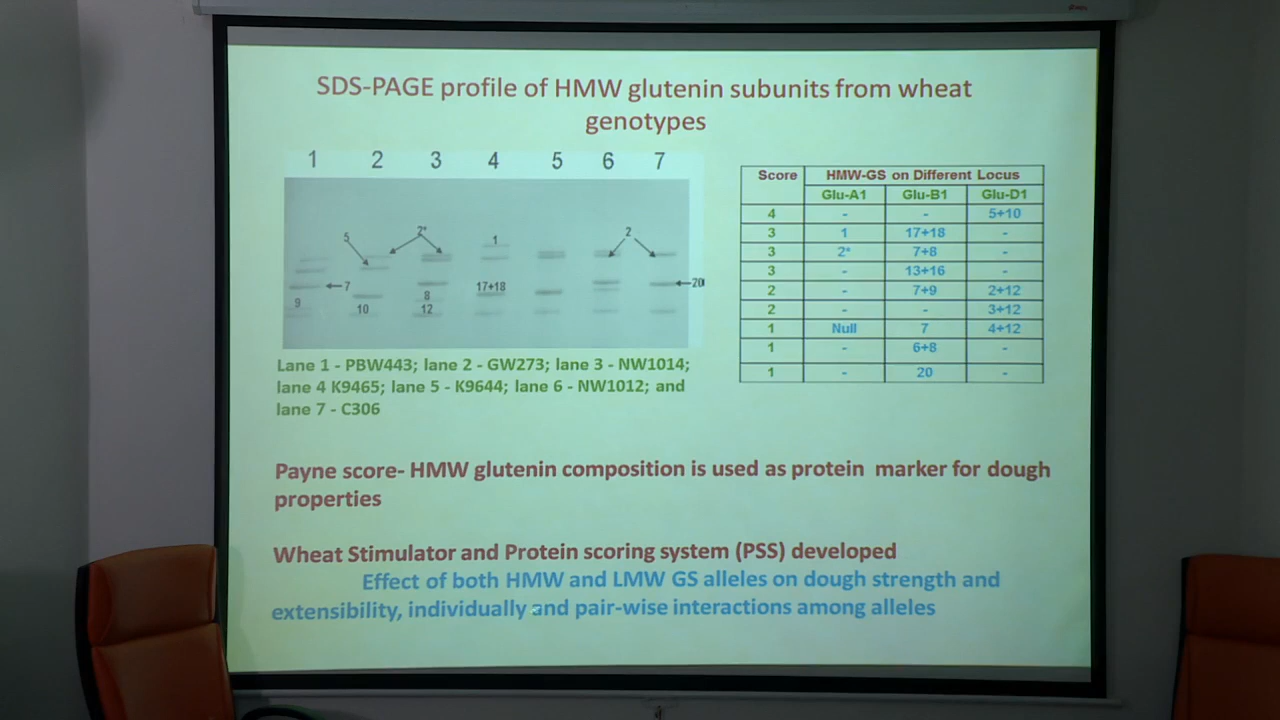 SDS-PAGE profile of HMW glutenin subunits from wheat
genotypes
1 2 3 4 5 6 7
5 2* 1 2
7 17+18 20
9 8
10 12
Lane 1 - PBW443; lane 2 - GW273; lane 3 - NW1014;
lane 4 K9465; lane 5 - K9644; lane 6 - NW1012; and
lane 7 - C306
Score HMW-GS on Different Locus
Glu-A1 Glu-B1 Glu-D1
4 - - 5+10
3 1 17+18 -
3 2* 7+8 -
3 - 13+16 -
2 - 7+9 2+12
2 - - 3+12
1 Null 7 4+12
1 - 6+8 -
1 - 20 -
Payne score- HMW glutenin composition is used as protein marker for dough
properties
Wheat Stimulator and Protein scoring system (PSS) developed
Effect of both HMW and LMW GS alleles on dough strength and
extensibility, individually and pair-wise interactions among alleles